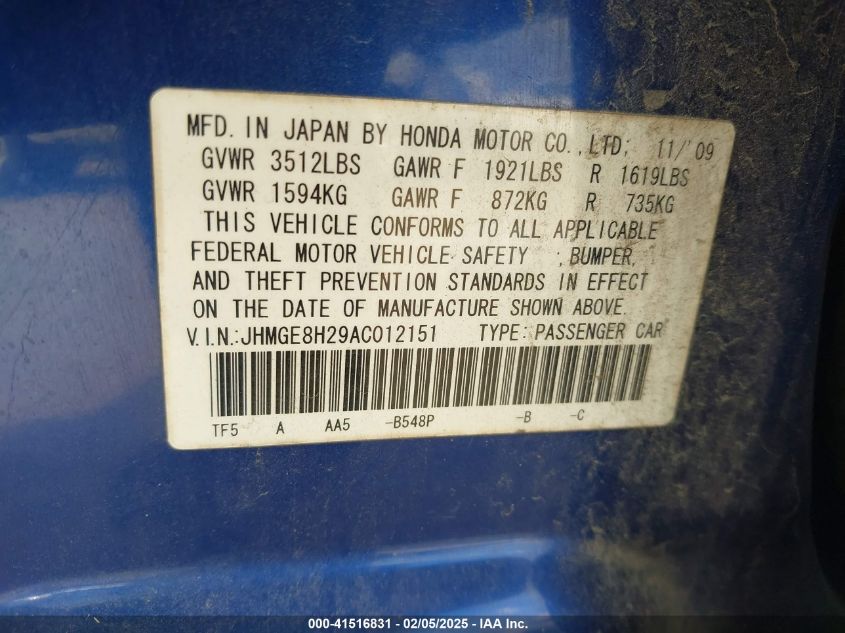 MFD. IN JAPAN BY HONDA MOTOR CO.,LTD; 11/'09
GVWR 3512LBS GAWR F 1921LBS R 1619LBS
GVWR 1594KG GAWR F 872KG R 735KG
THIS VEHICLE CONFORMS TO ALL APPLICABLE
FEDERAL MOTOR VEHICLE SAFETY ,BUMPER,
AND THEFT PREVENTION STANDARDS IN EFFECT
ON THE DATE OF MANUFACTURE SHOWN ABOVE.
V.I.N.:JHMGE8H29AC012151 TYPE: PASSENGER CAR
TF5 A AA5 -B548P -B -C
000-41516831 - 02/05/2025 - IAA Inc.